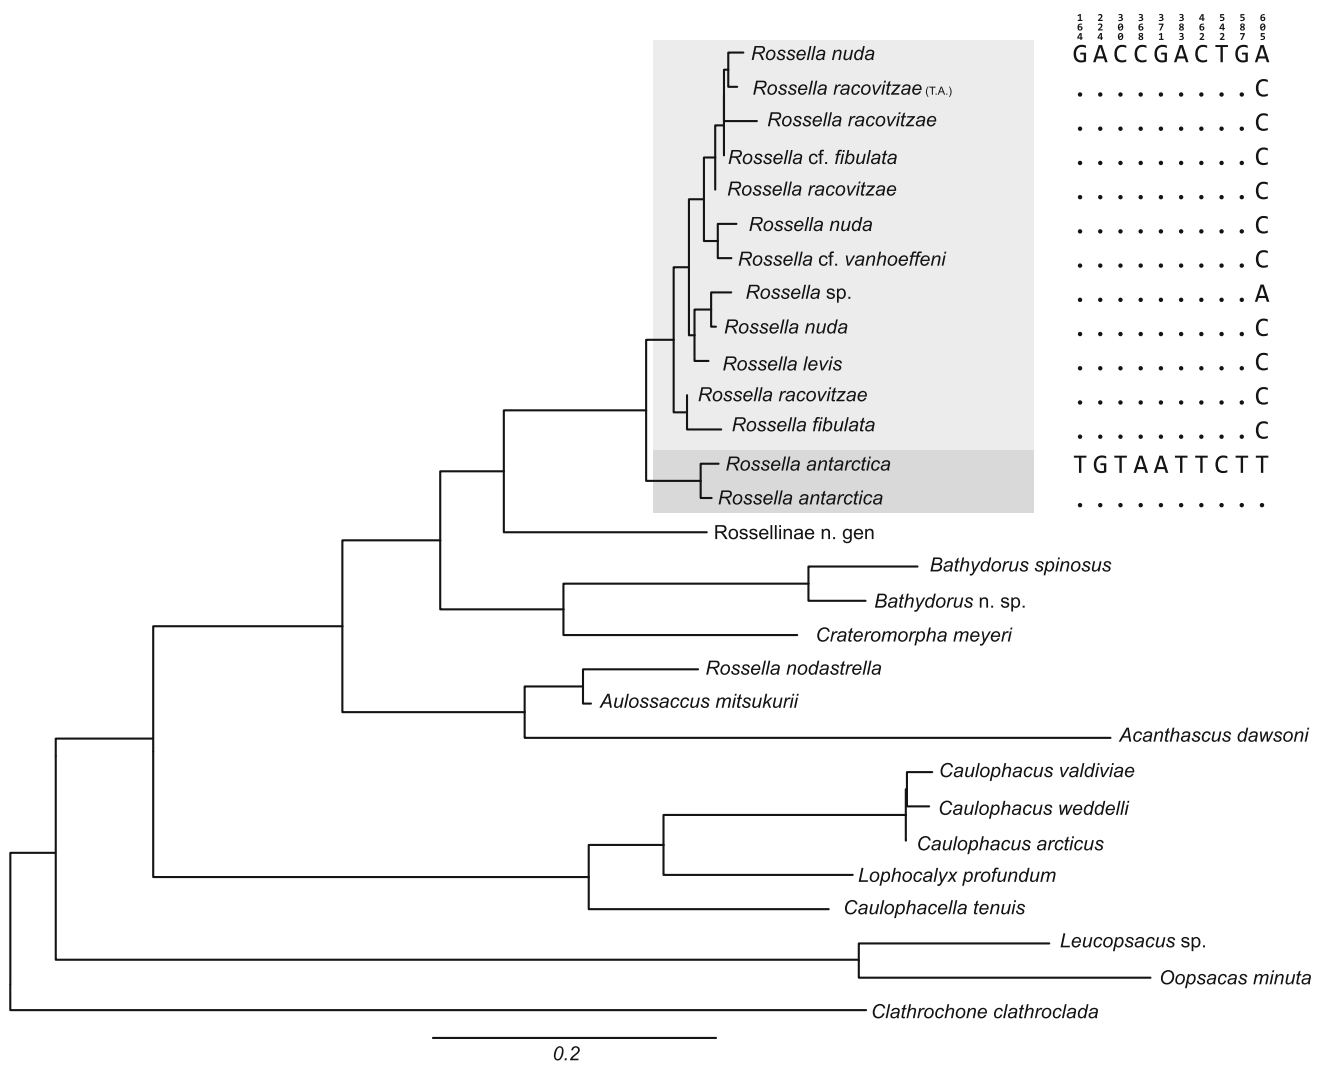 164 224 300 368 371 383 462 542 587 605
Rossella nuda G A C C G A C T G A
Rossella racovitzae (T.A.) . . . . . . . . . C
Rossella racovitzae . . . . . . . . . C
Rossella cf. fibulata . . . . . . . . . C
Rossella racovitzae . . . . . . . . . C
Rossella nuda . . . . . . . . . C
Rossella cf. vanhoeffeni . . . . . . . . . C
Rossella sp. . . . . . . . . . A
Rossella nuda . . . . . . . . . C
Rossella levis . . . . . . . . . C
Rossella racovitzae . . . . . . . . . C
Rossella fibulata . . . . . . . . . C
Rossella antarctica T G T A A T T C T T
Rossella antarctica . . . . . . . . . .
Rossellinae n. gen
Bathydorus spinosus
Bathydorus n. sp.
Crateromorpha meyeri
Rossella nodastrella
Aulossaccus mitsukurii
Acanthascus dawsoni
Caulophacus valdiviae
Caulophacus weddelli
Caulophacus arcticus
Lophocalyx profundum
Caulophacella tenuis
Leucopsacus sp.
Oopsacas minuta
Clathrochone clathroclada
0.2